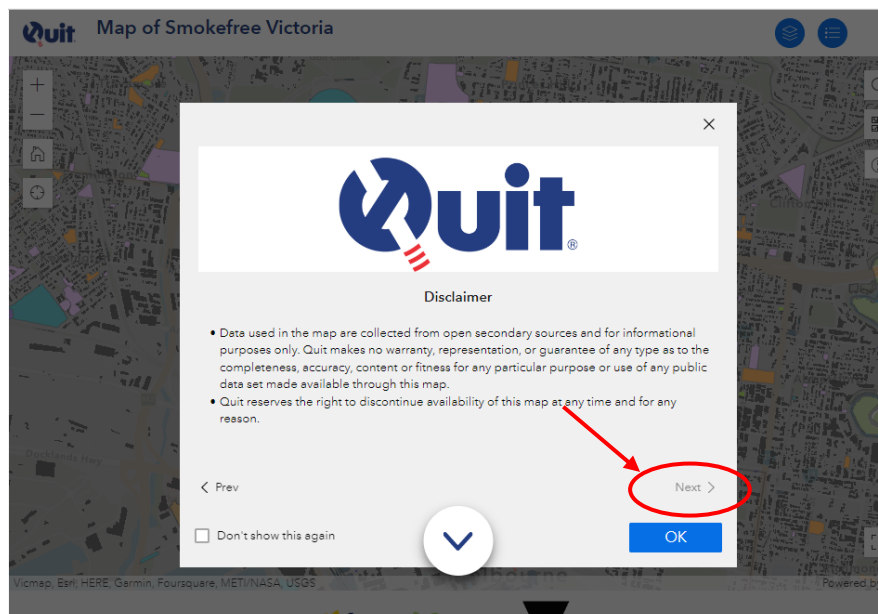 Quit Map of Smokefree Victoria
Quit®
Disclaimer
• Data used in the map are collected from open secondary sources and for informational
purposes only. Quit makes no warranty, representation, or guarantee of any type as to the
completeness, accuracy, content or fitness for any particular purpose or use of any public
data set made available through this map.
• Quit reserves the right to discontinue availability of this map at any time and for any
reason.
Docklands Hwy
< Prev
Next >
Don't show this again
OK
Vicmap, Esri, HERE, Garmin, Foursquare, METI/NASA, USGS
Powered by